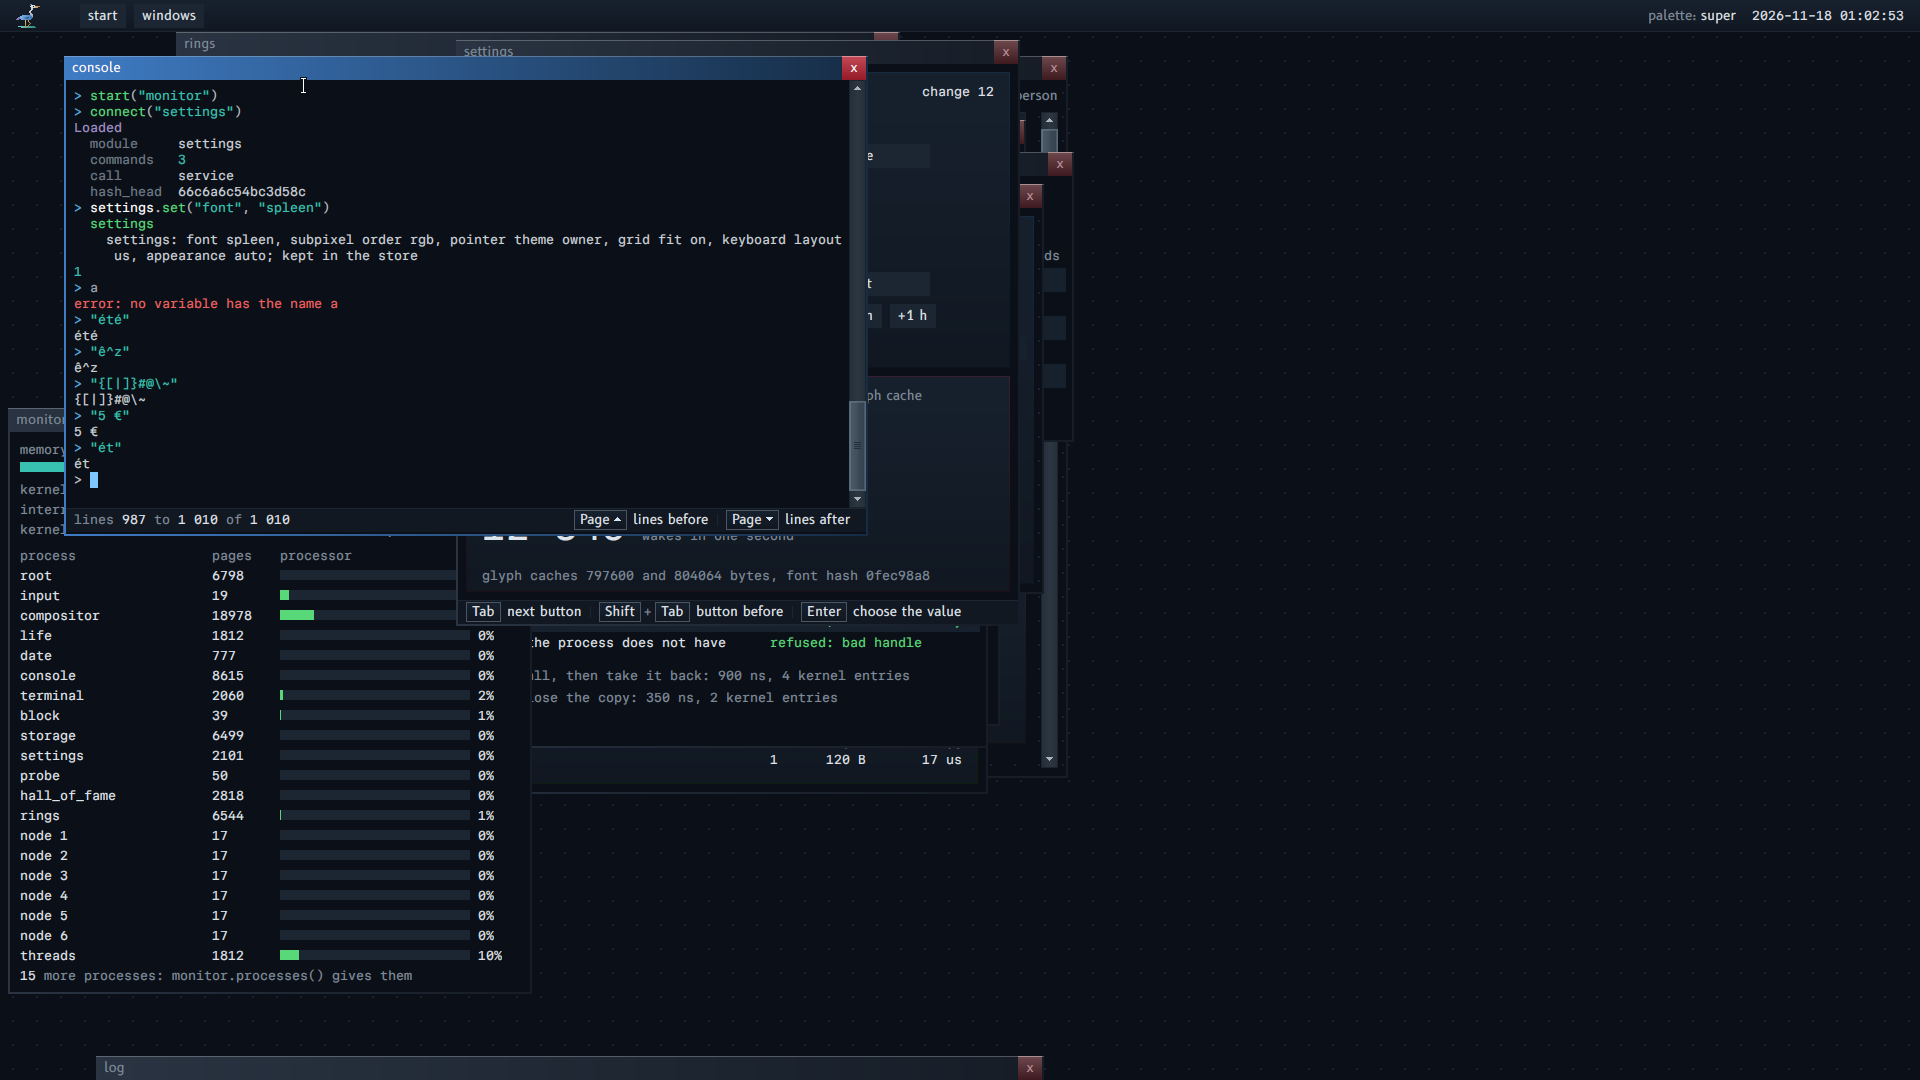 start windows palette: super 2026-11-18 01:02:53
rings
settings x
console x
x
> start("monitor")
> connect("settings")
Loaded
module settings
commands 3
call service
hash_head 66c6a6c54bc3d58c
> settings.set("font", "spleen")
settings
settings: font spleen, subpixel order rgb, pointer theme owner, grid fit on, keyboard layout
us, appearance auto; kept in the store
1
> a
error: no variable has the name a
> "été"
été
> "ê^z"
ê^z
> "{[|]}#@\~"
{[|]}#@\~
> "5 €"
5 €
> "ét"
ét
>
lines 987 to 1 010 of 1 010 Page lines before Page lines after
change 12
erson
x
x
ds
+1 h
ph cache
wakes in one second
glyph caches 797600 and 804064 bytes, font hash 0fec98a8
Tab next button Shift + Tab button before Enter choose the value
the process does not have refused: bad handle
all, then take it back: 900 ns, 4 kernel entries
lose the copy: 350 ns, 2 kernel entries
1 120 B 17 us
monitor
memory
kernel
inter
kernel
process pages processor
root 6798
input 19
compositor 18978
life 1812 0%
date 777 0%
console 8615 0%
terminal 2060 2%
block 39 1%
storage 6499 0%
settings 2101 0%
probe 50 0%
hall_of_fame 2818 0%
rings 6544 1%
node 1 17 0%
node 2 17 0%
node 3 17 0%
node 4 17 0%
node 5 17 0%
node 6 17 0%
threads 1812 10%
15 more processes: monitor.processes() gives them
log x